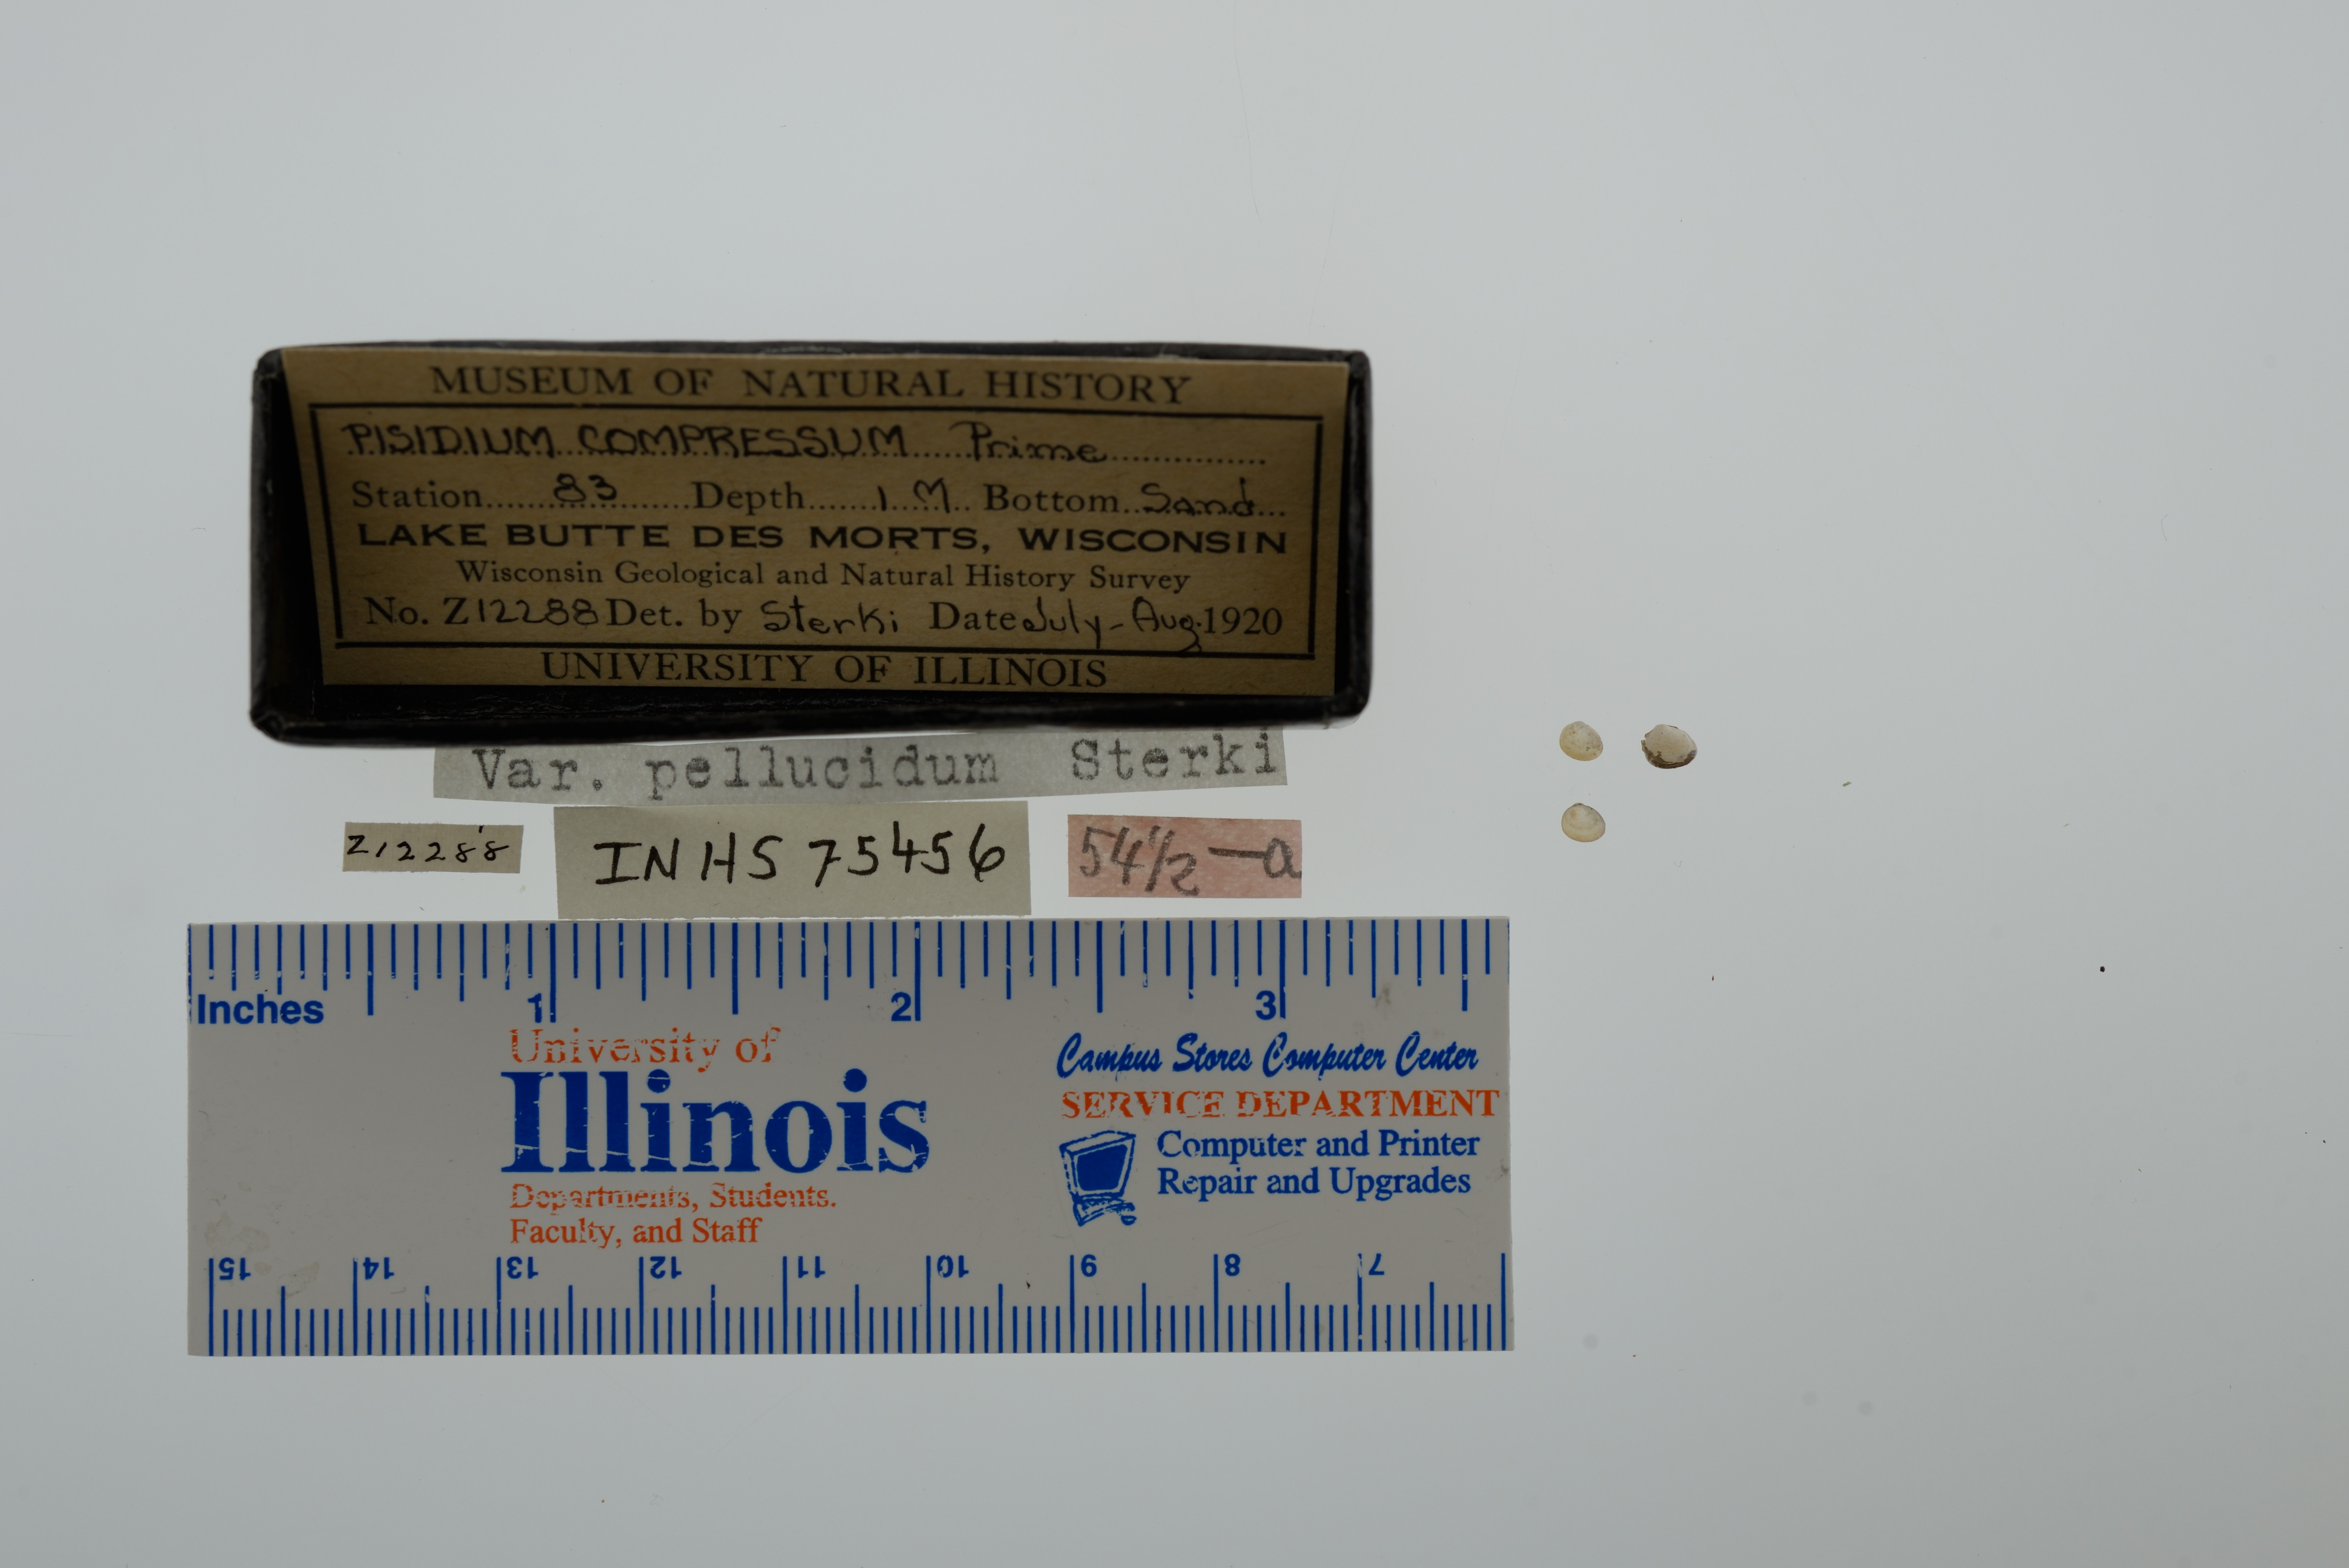 MUSEUM OF NATURAL HISTORY
PISIDIUM COMPRESSUM Prime
Station 83 Depth 1 M. Bottom Sand
LAKE BUTTE DES MORTS, WISCONSIN
Wisconsin Geological and Natural History Survey
No. Z12288 Det. by Sterki Date July-Aug. 1920
UNIVERSITY OF ILLINOIS
Var. pellucidum Sterki
Z12288
INHS 75456
54½-a
Inches 1 2 3
University of
Illinois
Departments, Students.
Faculty, and Staff
Campus Stores Computer Center
SERVICE DEPARTMENT
Computer and Printer
Repair and Upgrades
15 14 13 12 11 10 9 8 7